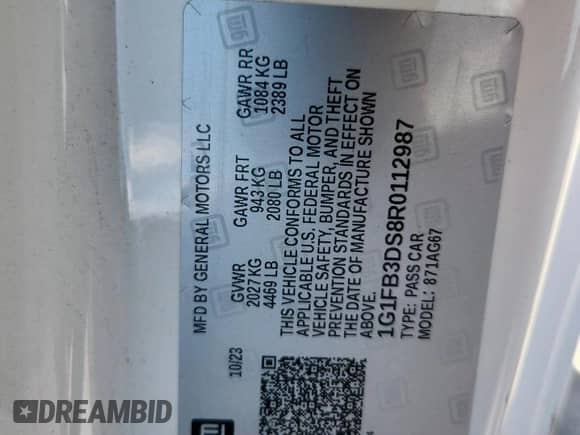 MFD BY GENERAL MOTORS LLC
10/23
GVWR GAWR FRT GAWR RR
2027 KG 943 KG 1084 KG
4469 LB 2080 LB 2389 LB
THIS VEHICLE CONFORMS TO ALL
APPLICABLE U.S. FEDERAL MOTOR
VEHICLE SAFETY, BUMPER, AND THEFT
PREVENTION STANDARDS IN EFFECT ON
THE DATE OF MANUFACTURE SHOWN
ABOVE.
1G1FB3DS8R0112987
TYPE: PASS CAR
MODEL: 871AG67
gm
DREAMBID